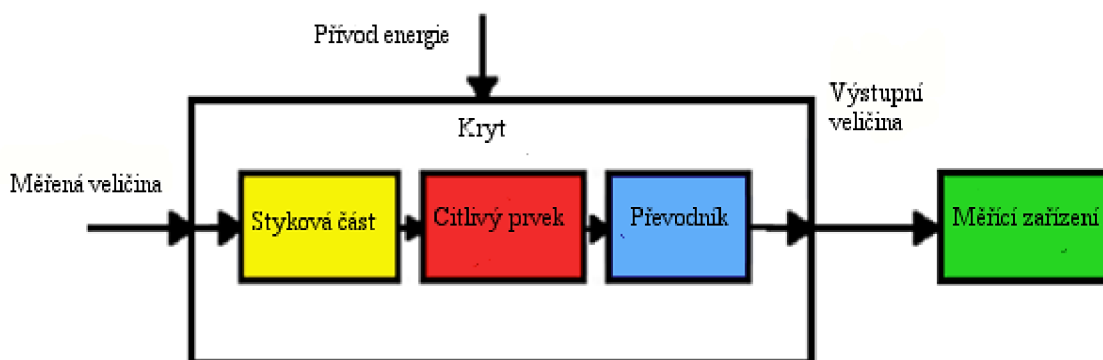 Přívod energie
Výstupní
veličina
Kryt
Měřená veličina
Styková část
Citlivý prvek
Převodník
Měřící zařízení